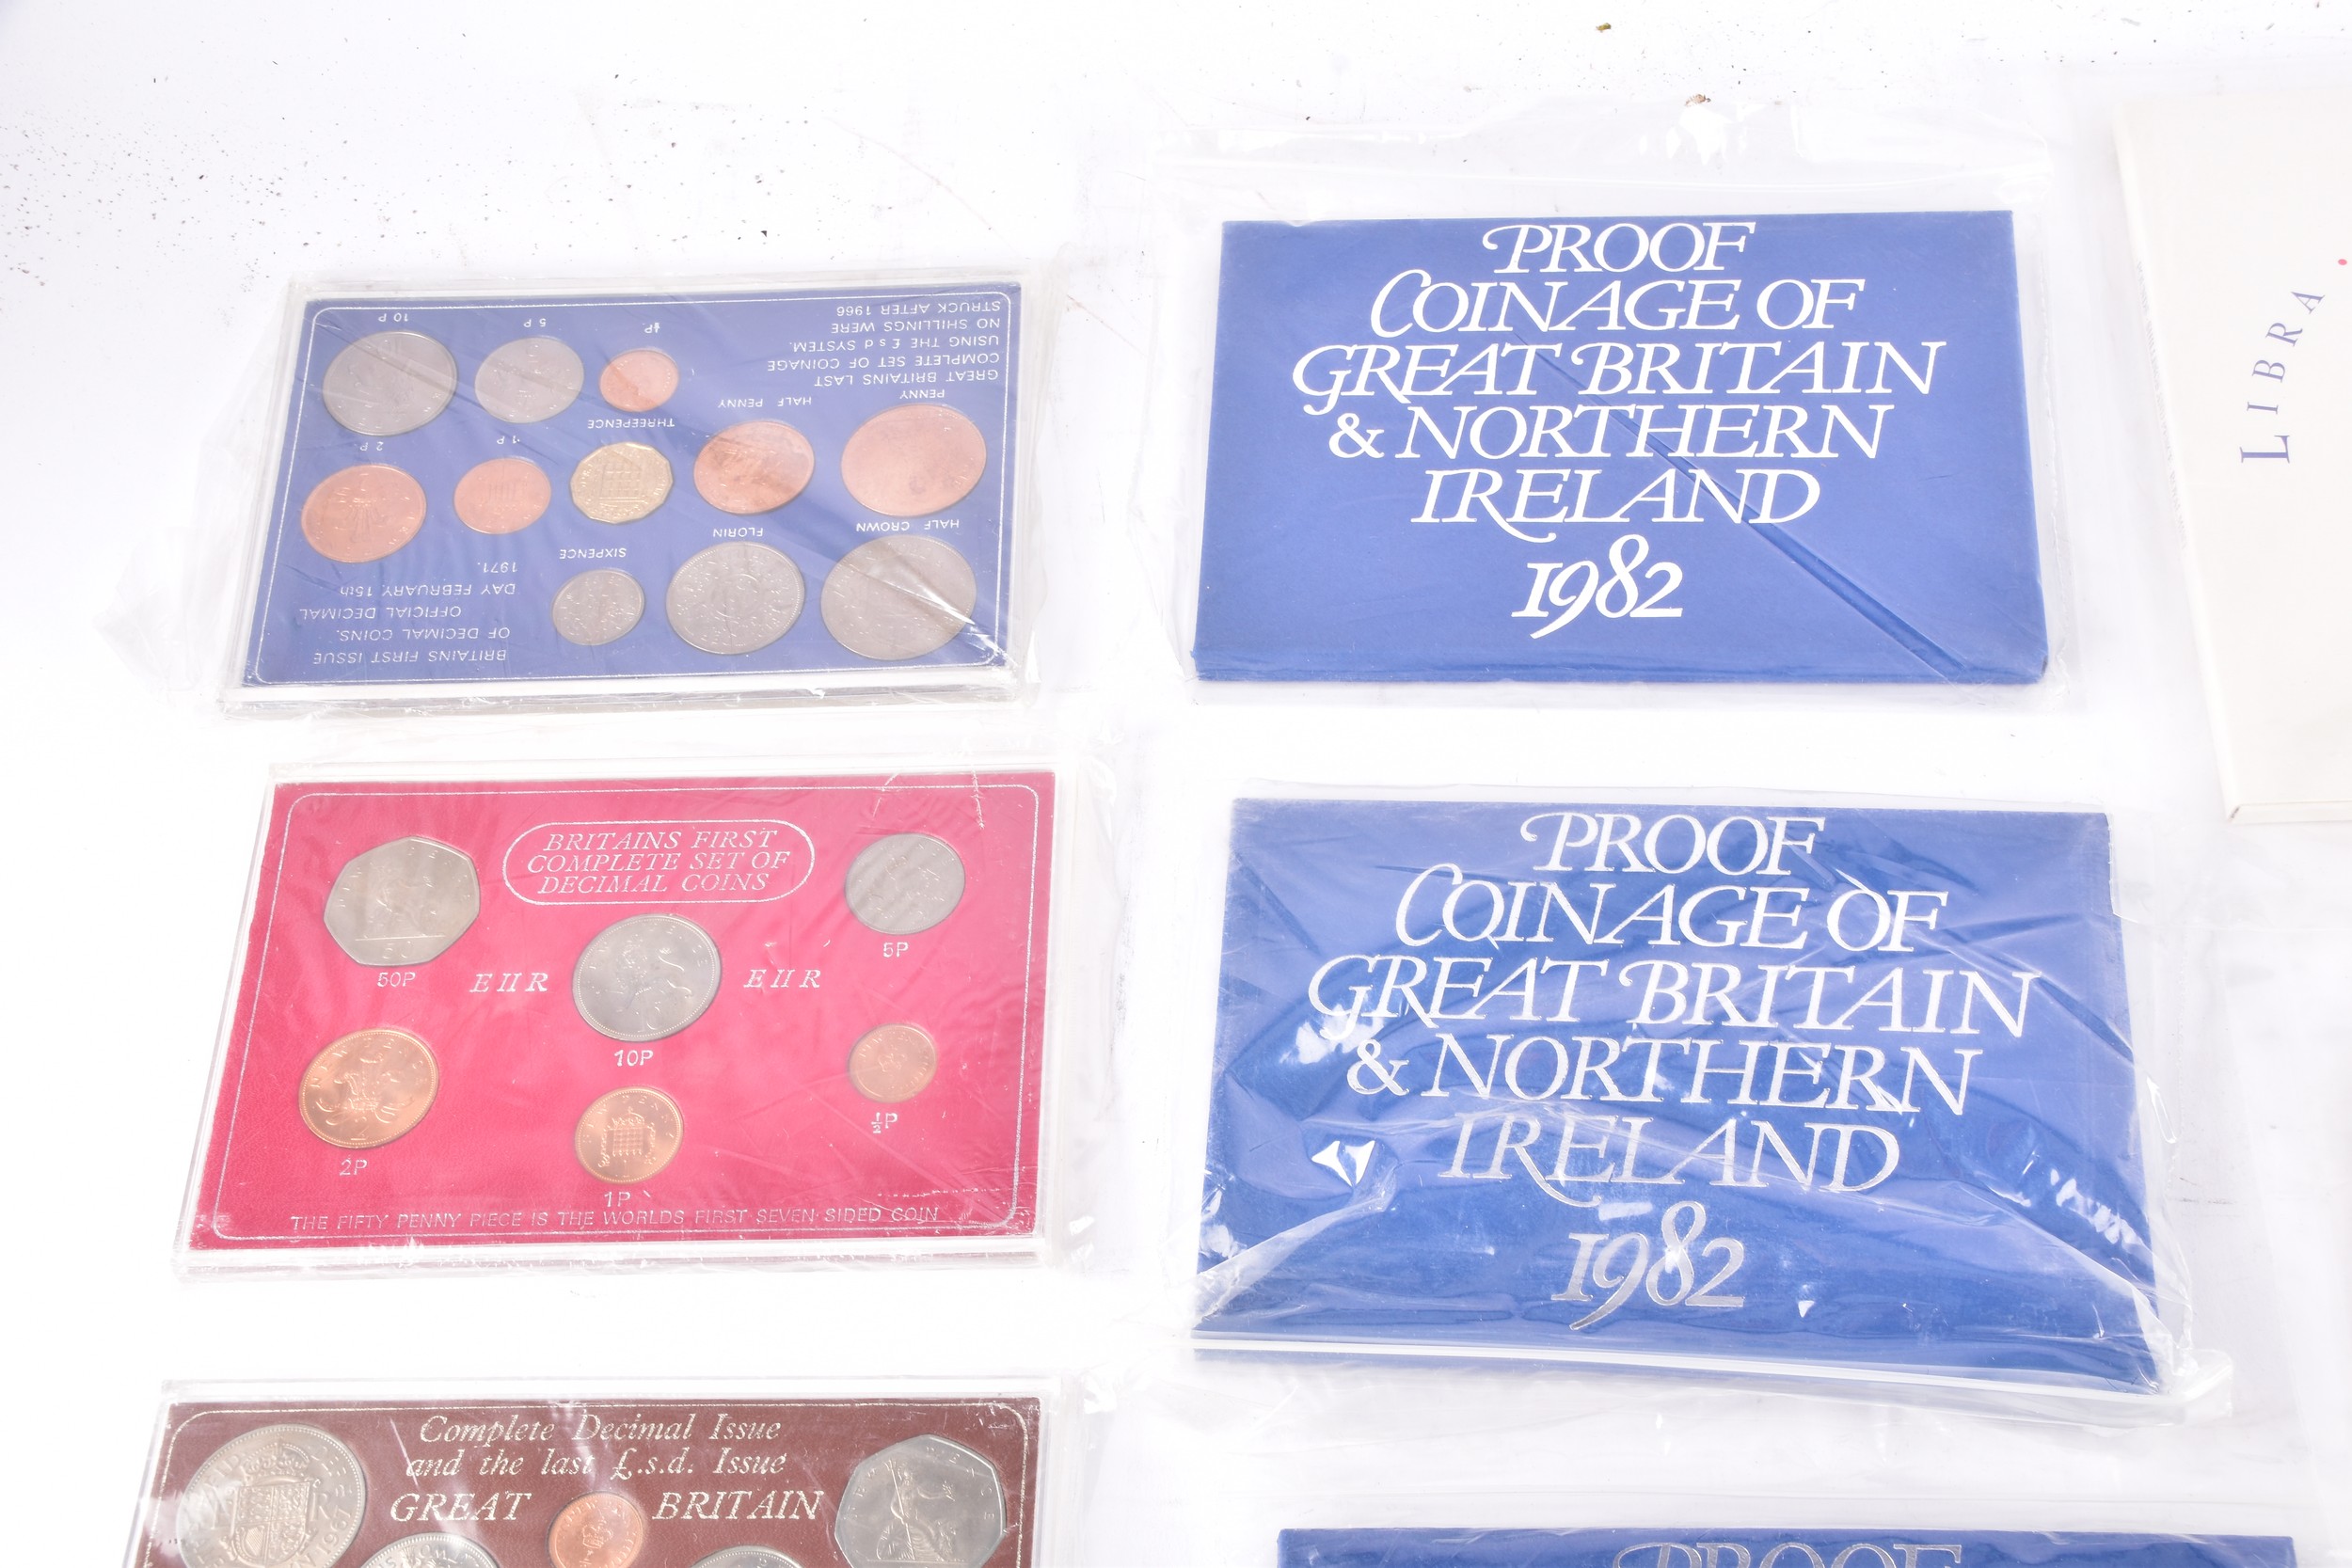 GREAT BRITAINS LAST
COMPLETE SET OF COINAGE
USING THE £ s d SYSTEM.
NO SHILLINGS WERE
STRUCK AFTER 1966
BRITAINS FIRST ISSUE
OF DECIMAL COINS.
OFFICIAL DECIMAL
DAY FEBRUARY, 15th
1971.
HALF CROWN
FLORIN
SIXPENCE
PENNY
HALF PENNY
THREEPENCE
1 P
2 P
½P
5 P
10 P
BRITAINS FIRST
COMPLETE SET OF
DECIMAL COINS
50P
E II R
10P
E II R
5P
2P
1P
½P
THE FIFTY PENNY PIECE IS THE WORLDS FIRST SEVEN SIDED COIN
Complete Decimal Issue
and the last £.s.d. Issue
GREAT BRITAIN
PROOF
COINAGE OF
GREAT BRITAIN
& NORTHERN
IRELAND
1982
PROOF
COINAGE OF
GREAT BRITAIN
& NORTHERN
IRELAND
1982
PROOF
LIBRA